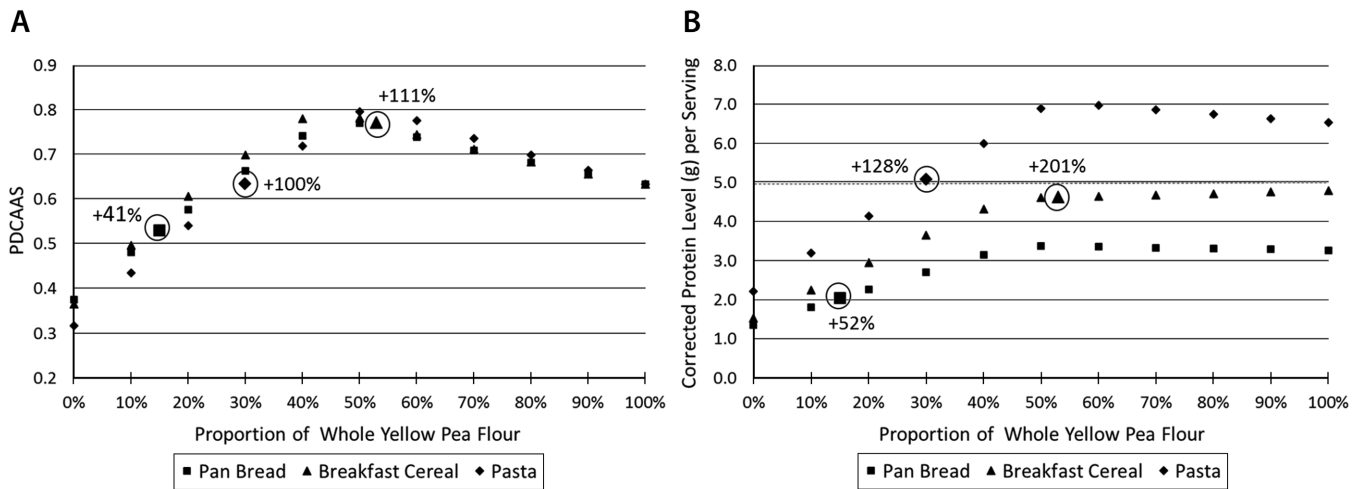 A
PDCAAS
0.9
0.8
0.7
0.6
0.5
0.4
0.3
0.2
+111%
+100%
+41%
0% 10% 20% 30% 40% 50% 60% 70% 80% 90% 100%
Proportion of Whole Yellow Pea Flour
Pan Bread Breakfast Cereal Pasta
B
Corrected Protein Level (g) per Serving
8.0
7.0
6.0
5.0
4.0
3.0
2.0
1.0
0.0
+128%
+201%
+52%
0% 10% 20% 30% 40% 50% 60% 70% 80% 90% 100%
Proportion of Whole Yellow Pea Flour
Pan Bread Breakfast Cereal Pasta